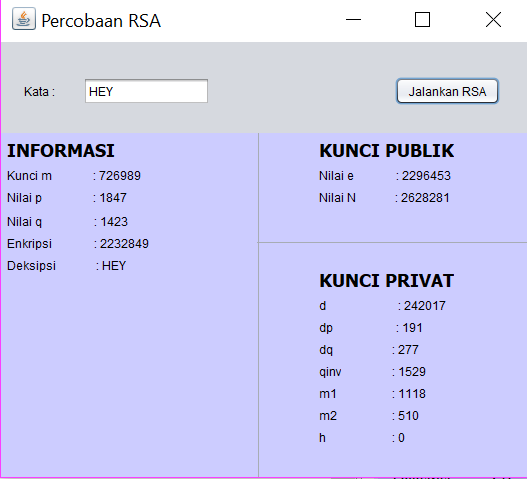 Percobaan RSA
Kata :
HEY
Jalankan RSA
INFORMASI
Kunci m : 726989
Nilai p : 1847
Nilai q : 1423
Enkripsi : 2232849
Deksipsi : HEY
KUNCI PUBLIK
Nilai e : 2296453
Nilai N : 2628281
KUNCI PRIVAT
d : 242017
dp : 191
dq : 277
qinv : 1529
m1 : 1118
m2 : 510
h : 0